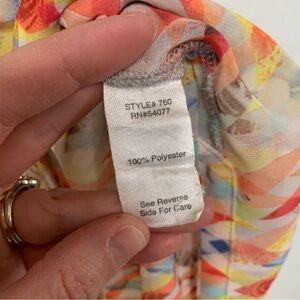 STYLE# 760
RN#54077
100% Polyester
See Reverse
Side For Care